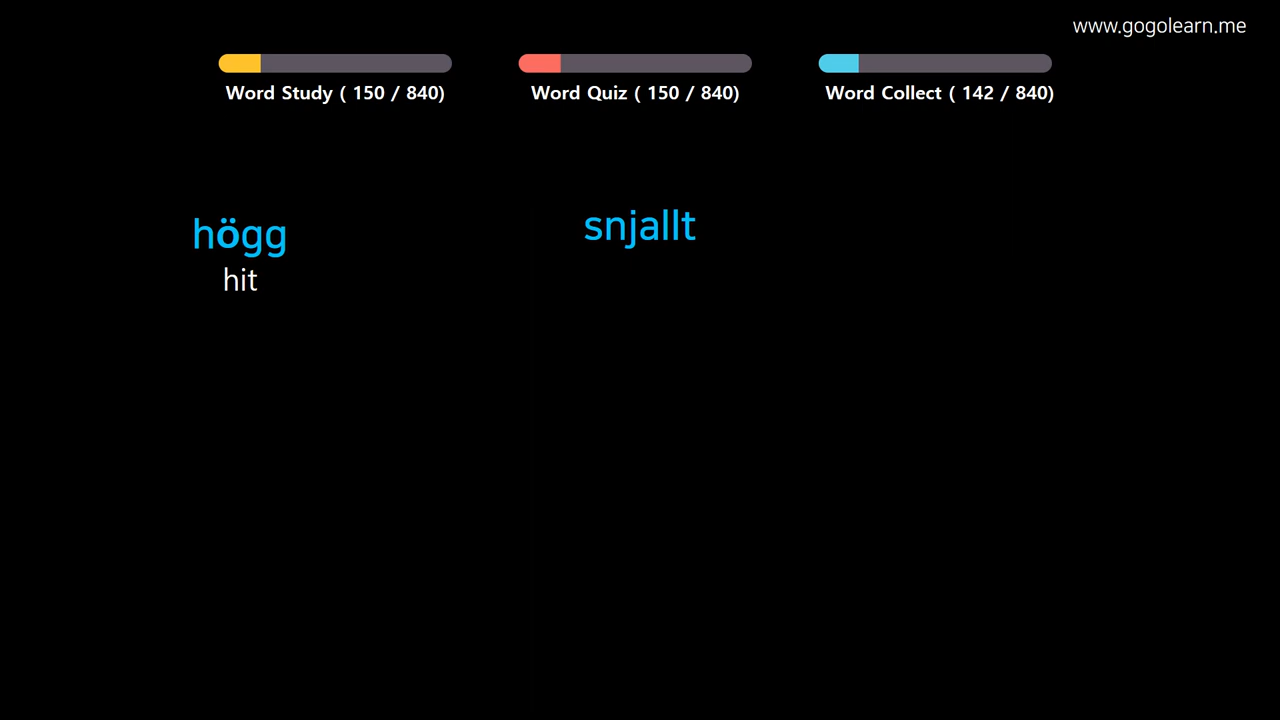 www.gogolearn.me
Word Study ( 150 / 840)
Word Quiz ( 150 / 840)
Word Collect ( 142 / 840)
högg
hit
snjallt